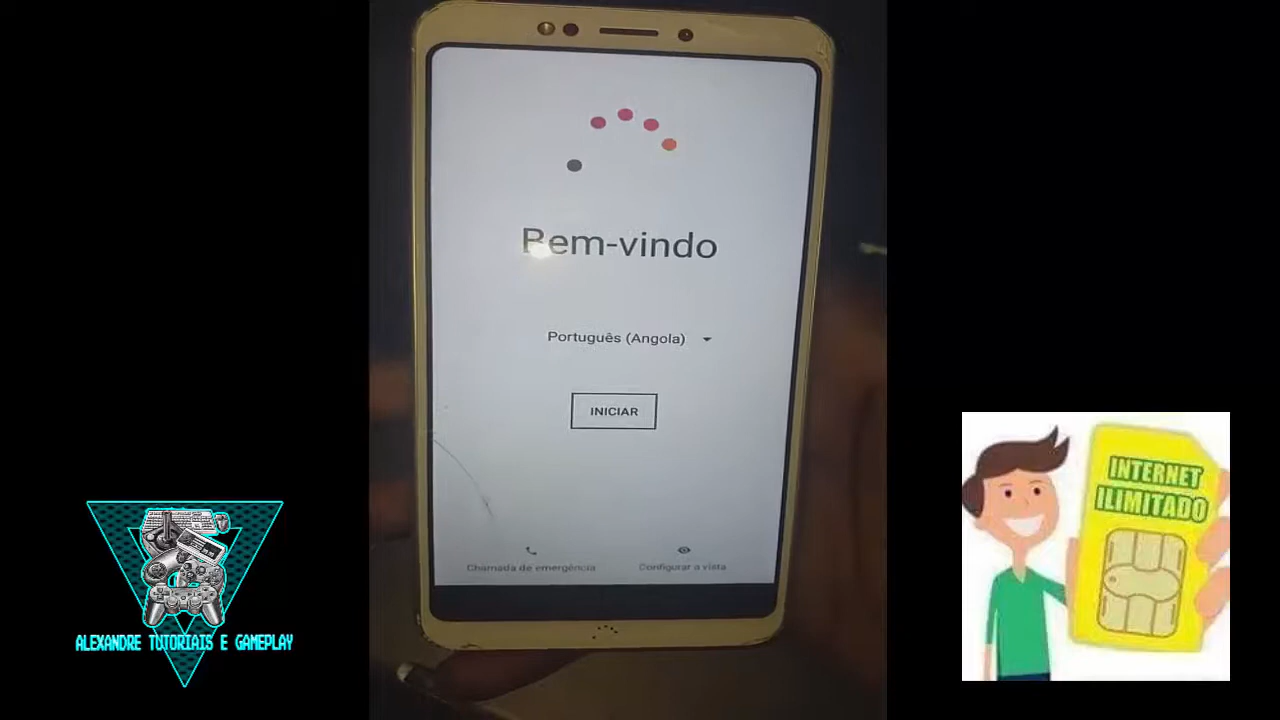 Bem-vindo
Português (Angola)
INICIAR
Chamada de emergência
Configurar a vista
ALEXANDRE TUTORIAIS E GAMEPLAY
INTERNET
ILIMITADO